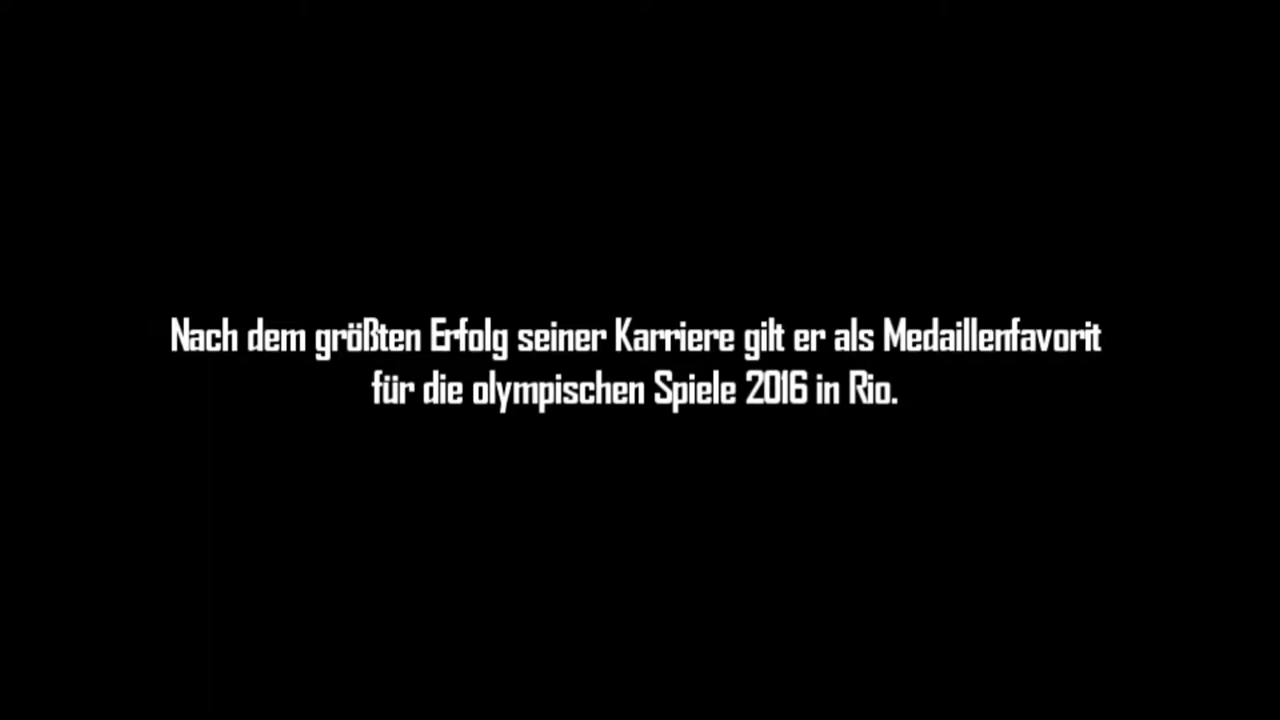 Nach dem größten Erfolg seiner Karriere gilt er als Medaillenfavorit
für die olympischen Spiele 2016 in Rio.